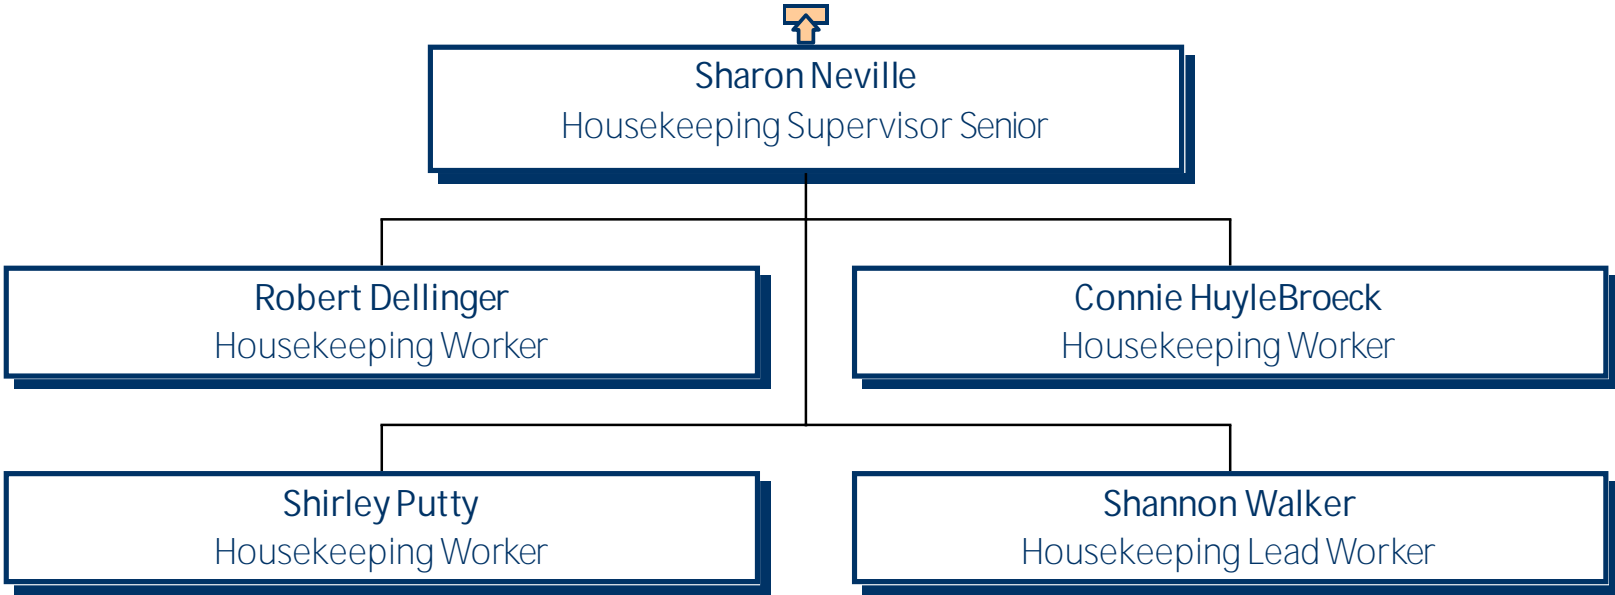 Sharon Neville
Housekeeping Supervisor Senior
Robert Dellinger
Housekeeping Worker
Connie HuyleBroeck
Housekeeping Worker
Shirley Putty
Housekeeping Worker
Shannon Walker
Housekeeping Lead Worker